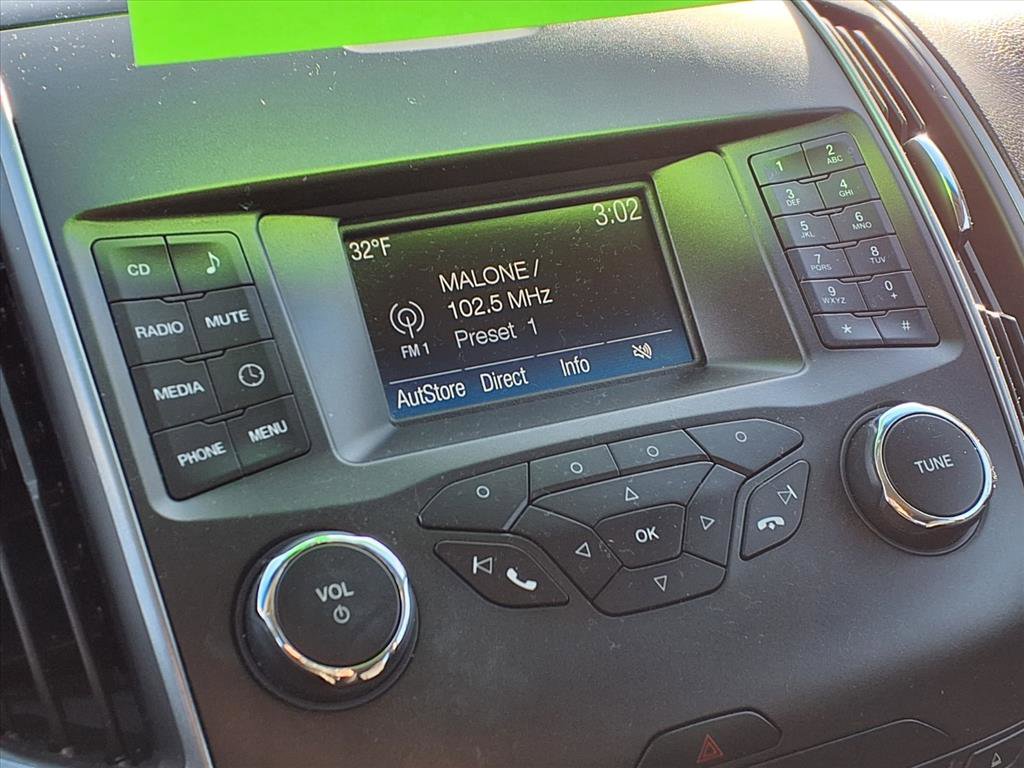 32°F
3:02
MALONE /
102.5 MHz
Preset 1
FM 1
AutStore Direct Info
CD
RADIO MUTE
MEDIA
PHONE MENU
1 2 ABC
3 DEF 4 GHI
5 JKL 6 MNO
7 PQRS 8 TUV
9 WXYZ 0 +
* #
OK
VOL
TUNE